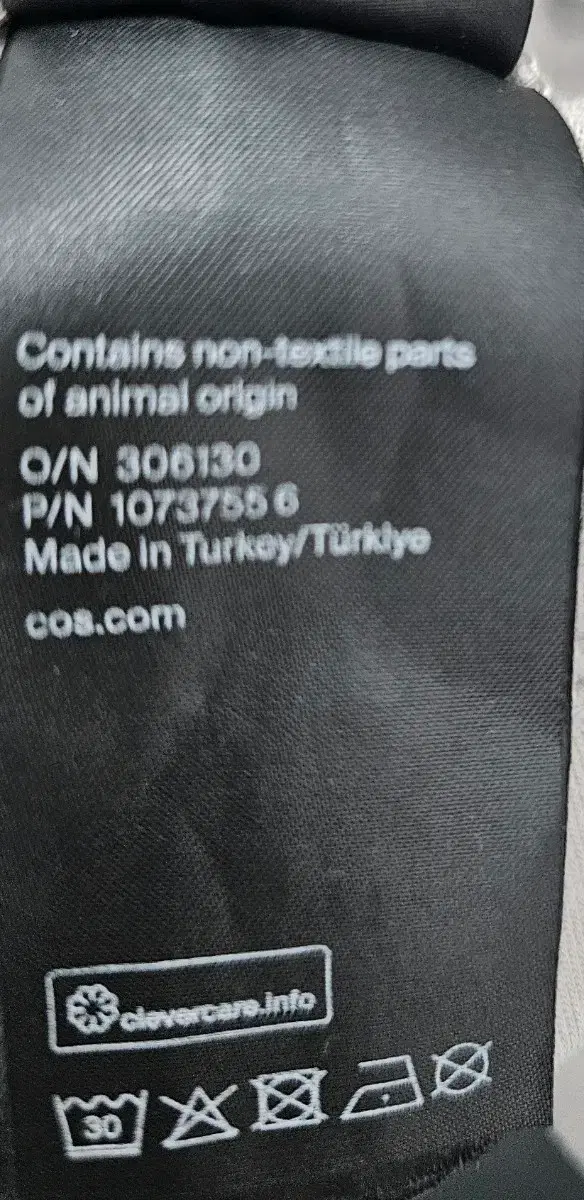 Contains non-textile parts
of animal origin
O/N 306130
P/N 1073755 6
Made in Turkey/Türkiye
cos.com
clevercare.info
30